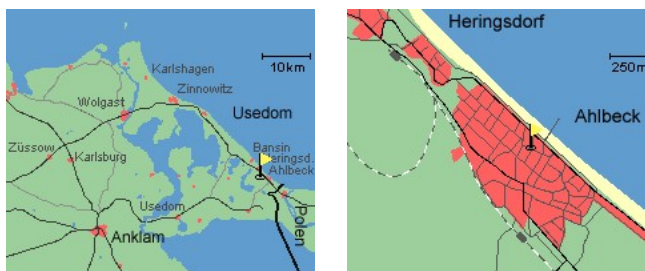 Karlshagen
10km
Zinnowitz
Wolgast
Usedom
Züssow
Karlsburg
Bansin
Heringsd.
Ahlbeck
Usedom
Polen
Anklam
Heringsdorf
250m
Ahlbeck